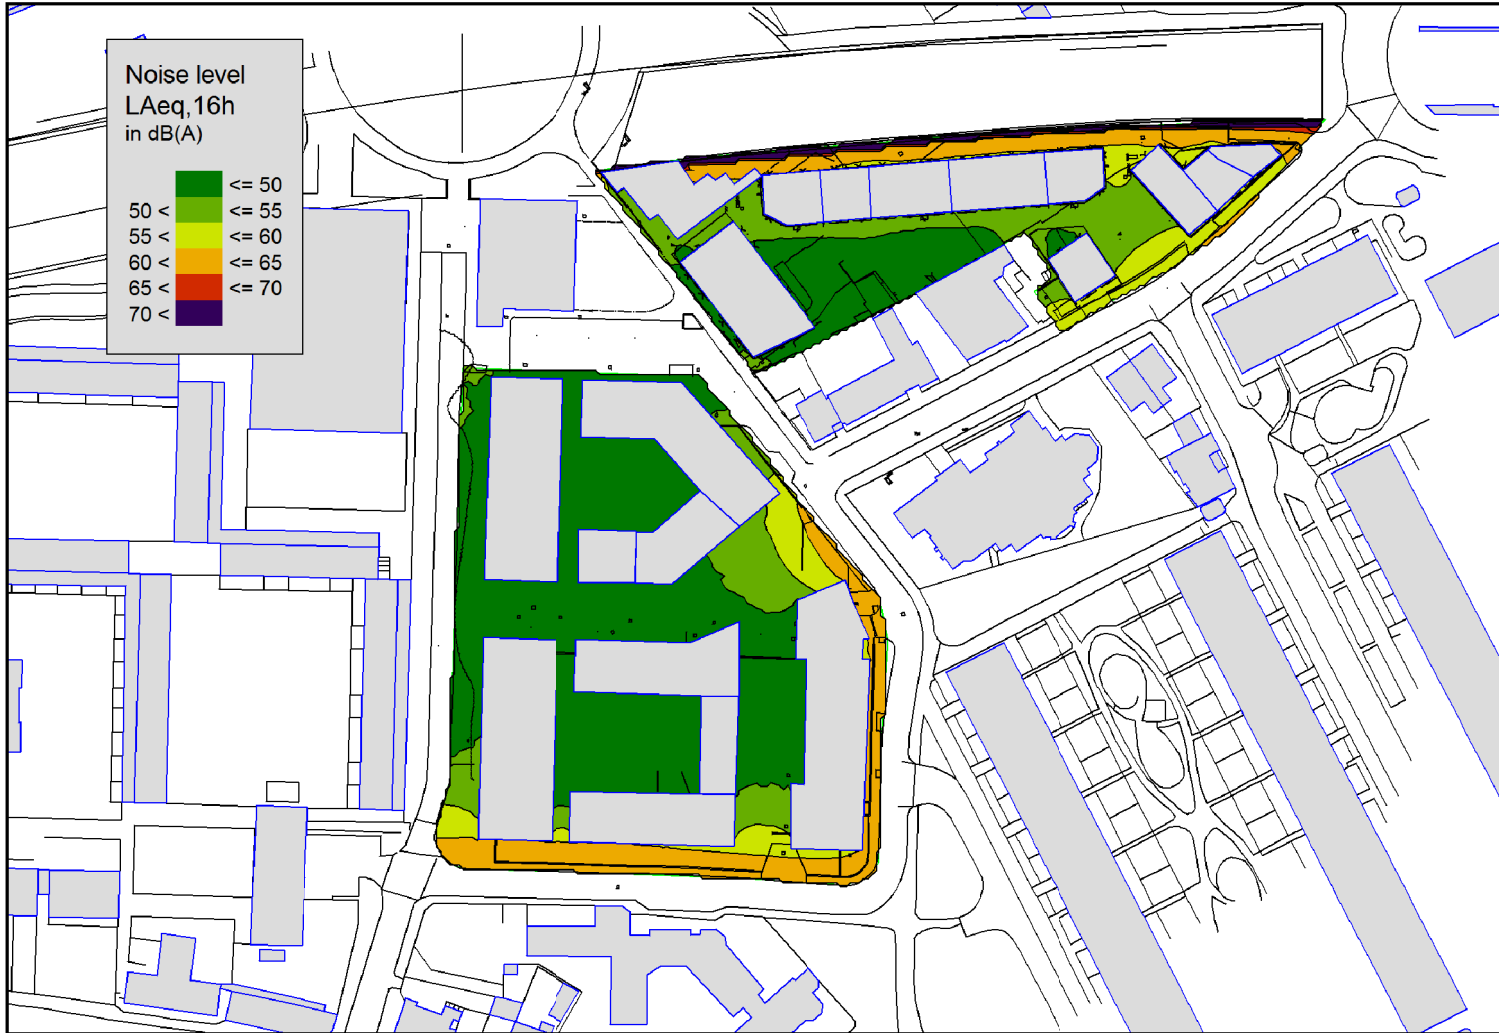 Noise level
LAeq,16h
in dB(A)
<= 50
50 < <= 55
55 < <= 60
60 < <= 65
65 < <= 70
70 <